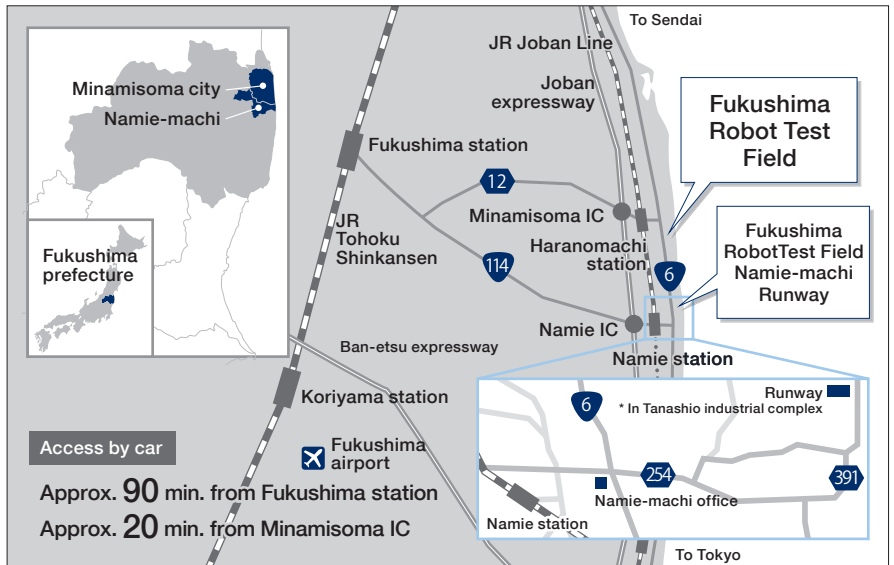 To Sendai
JR Joban Line
Joban
expressway
Minamisoma city
Namie-machi
Fukushima
Robot Test
Field
Fukushima station
12
Minamisoma IC
JR
Tohoku
Shinkansen
114
Haranomachi
station
6
Fukushima
RobotTest Field
Namie-machi
Runway
Fukushima
prefecture
Namie IC
Ban-etsu expressway
Namie station
Koriyama station
Runway
* In Tanashio industrial complex
6
Access by car
Fukushima
airport
254
391
Namie-machi office
Approx. 90 min. from Fukushima station
Approx. 20 min. from Minamisoma IC
Namie station
To Tokyo